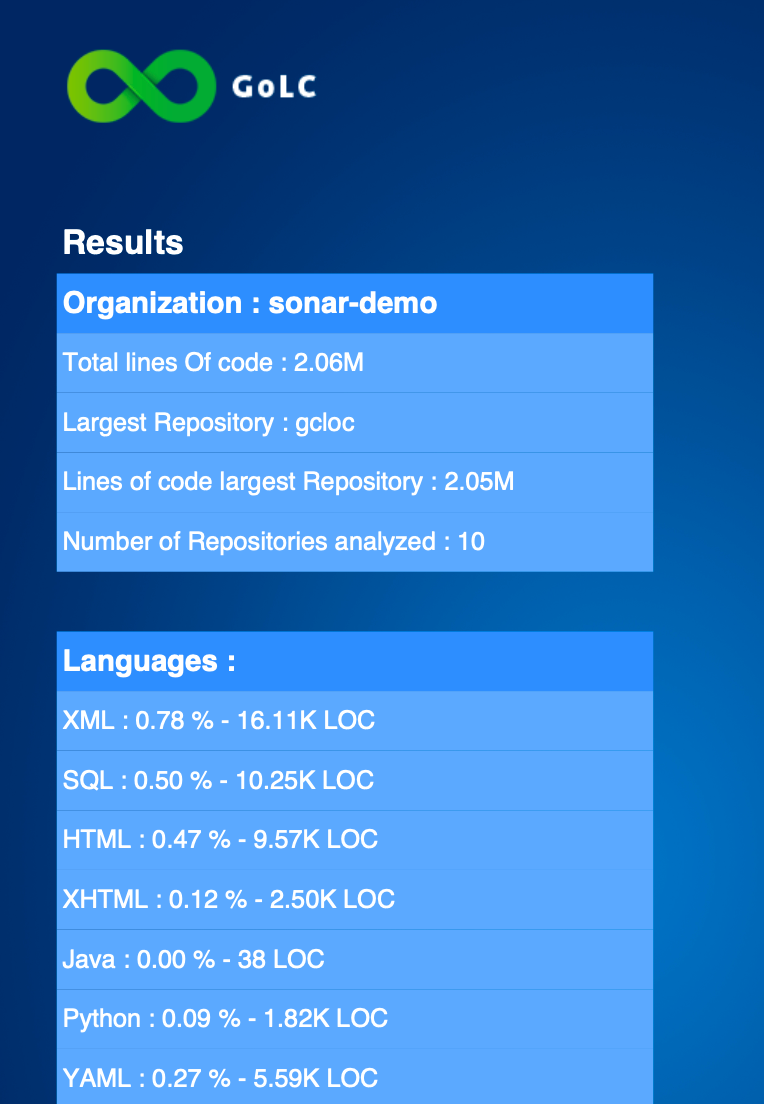 GoLC
Results
Organization : sonar-demo
Total lines Of code : 2.06M
Largest Repository : gcloc
Lines of code largest Repository : 2.05M
Number of Repositories analyzed : 10
Languages :
XML : 0.78 % - 16.11K LOC
SQL : 0.50 % - 10.25K LOC
HTML : 0.47 % - 9.57K LOC
XHTML : 0.12 % - 2.50K LOC
Java : 0.00 % - 38 LOC
Python : 0.09 % - 1.82K LOC
YAML : 0.27 % - 5.59K LOC